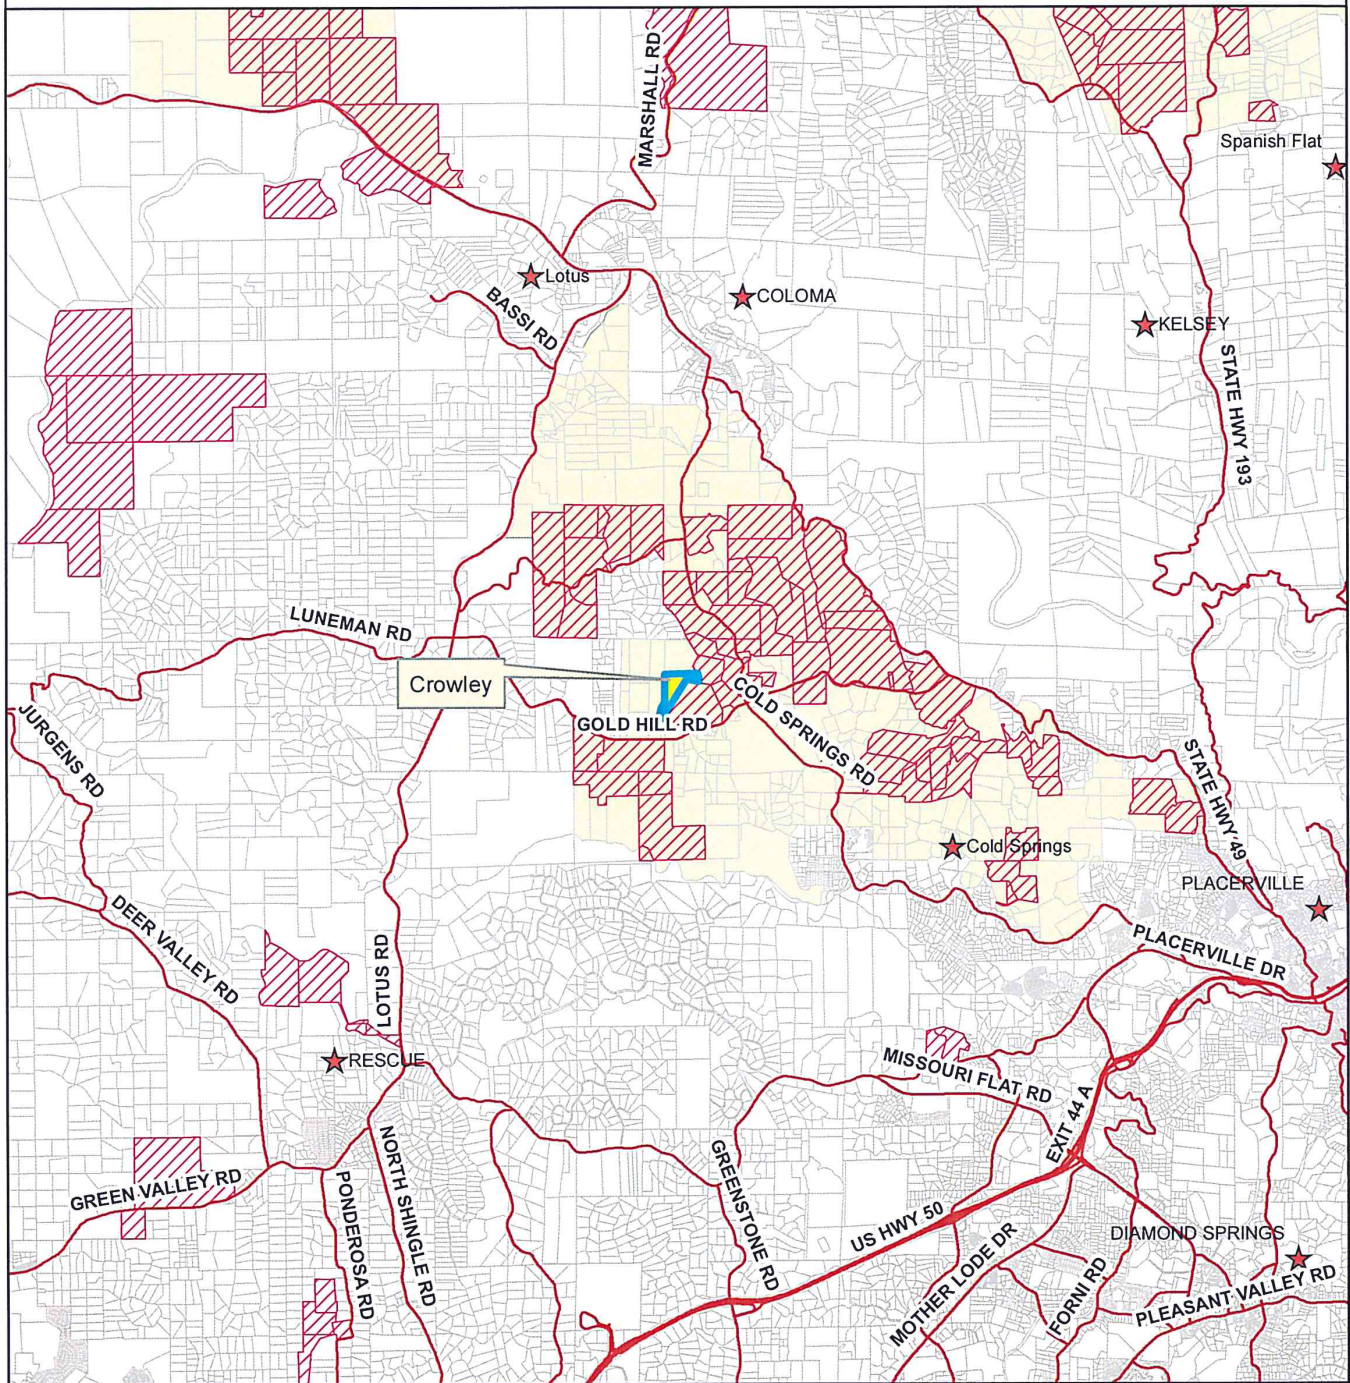 MARSHALL RD
Spanish Flat
Lotus
COLOMA
BASSI RD
KELSEY
STATE HWY 193
LUNEMAN RD
Crowley
COLD SPRINGS RD
GOLD HILL RD
JURGENS RD
STATE HWY 49
Cold Springs
PLACERVILLE
DEER VALLEY RD
PLACERVILLE DR
LOTUS RD
RESCUE
MISSOURI FLAT RD
EXIT 44 A
NORTH SHINGLE RD
GREENSTONE RD
GREEN VALLEY RD
PONDEROSA RD
US HWY 50
DIAMOND SPRINGS
MOTHER LODE DR
FORNI RD
PLEASANT VALLEY RD